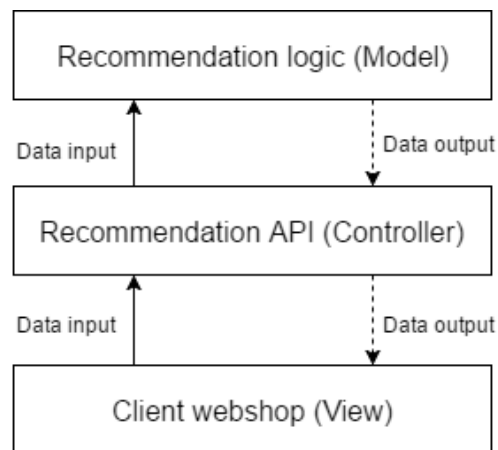 Recommendation logic (Model)
Data input
Data output
Recommendation API (Controller)
Data input
Data output
Client webshop (View)